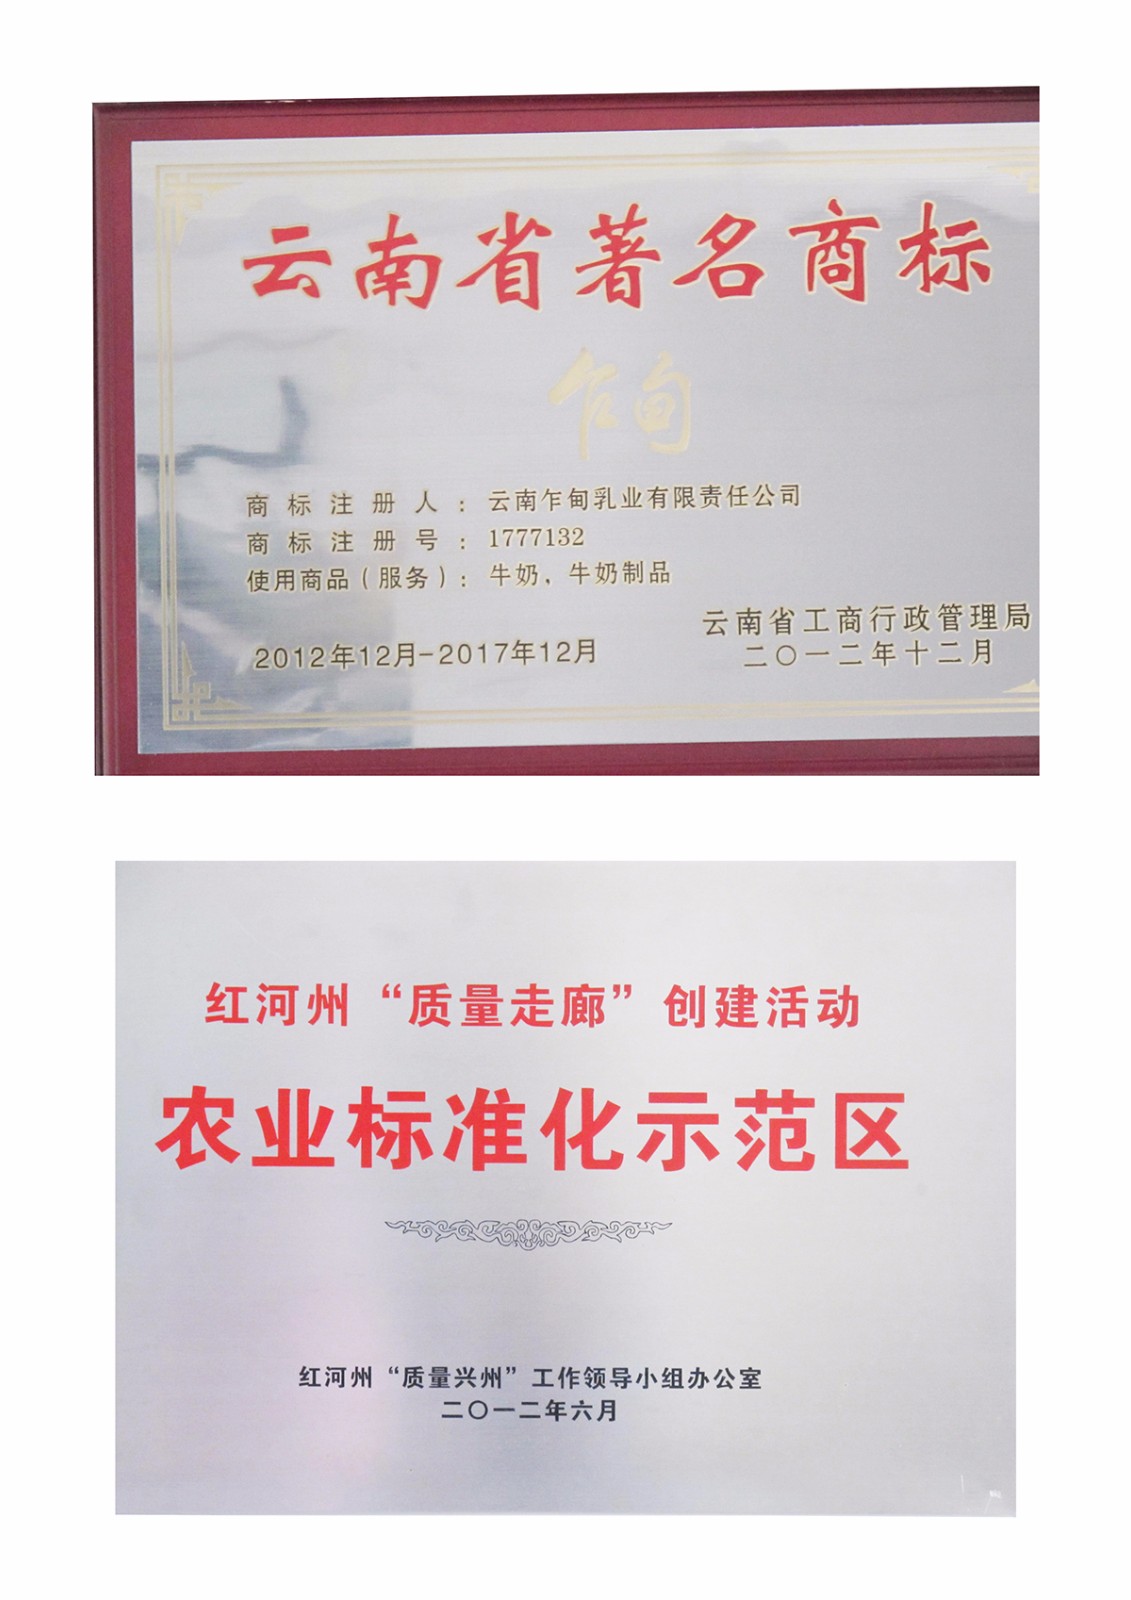 云南省著名商标
乍甸
商标注册人：云南乍甸乳业有限责任公司
商标注册号：1777132
使用商品（服务）：牛奶，牛奶制品
云南省工商行政管理局
2012年12月-2017年12月
二〇一二年十二月
红河州“质量走廊”创建活动
农业标准化示范区
红河州“质量兴州”工作领导小组办公室
二〇一二年六月